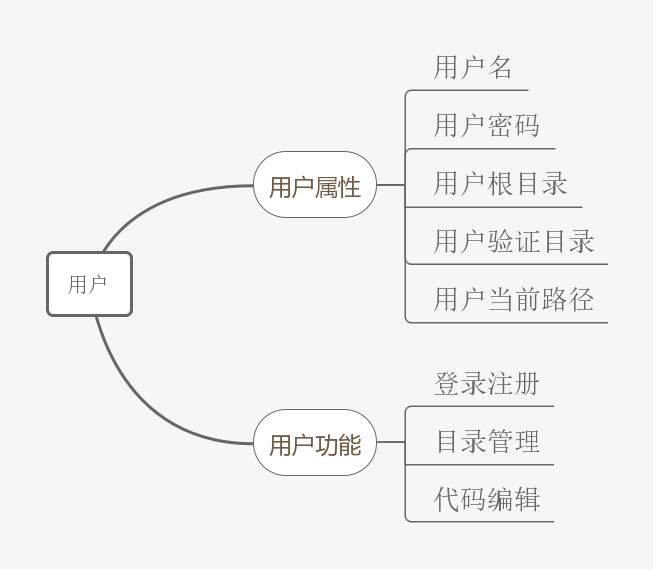 用户
用户属性
用户名
用户密码
用户根目录
用户验证目录
用户当前路径
用户功能
登录注册
目录管理
代码编辑